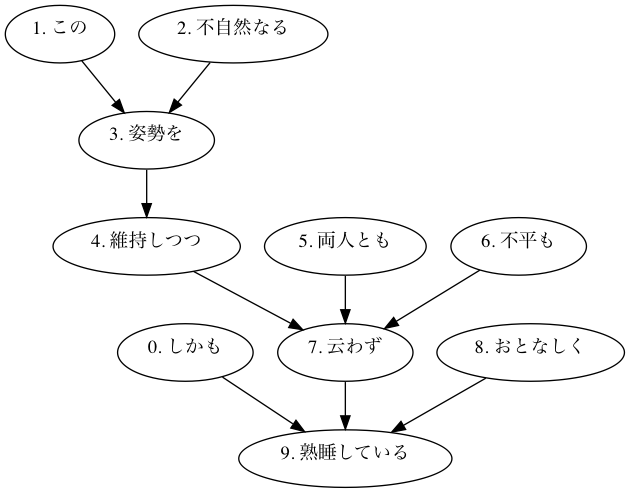 1. この
2. 不自然なる
3. 姿勢を
4. 維持しつつ
5. 両人とも
6. 不平も
0. しかも
7. 云わず
8. おとなしく
9. 熟睡している